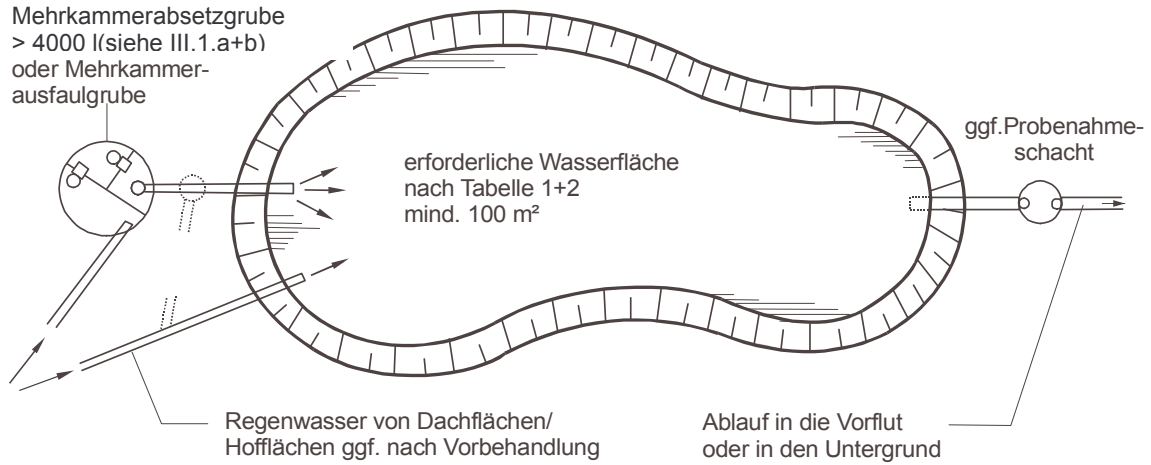 Mehrkammerabsetzgrube
> 4000 l(siehe III.1.a+b)
oder Mehrkammer-
ausfaulgrube
erforderliche Wasserfläche
nach Tabelle 1+2
mind. 100 m²
ggf.Probenahme-
schacht
Regenwasser von Dachflächen/
Hofflächen ggf. nach Vorbehandlung
Ablauf in die Vorflut
oder in den Untergrund